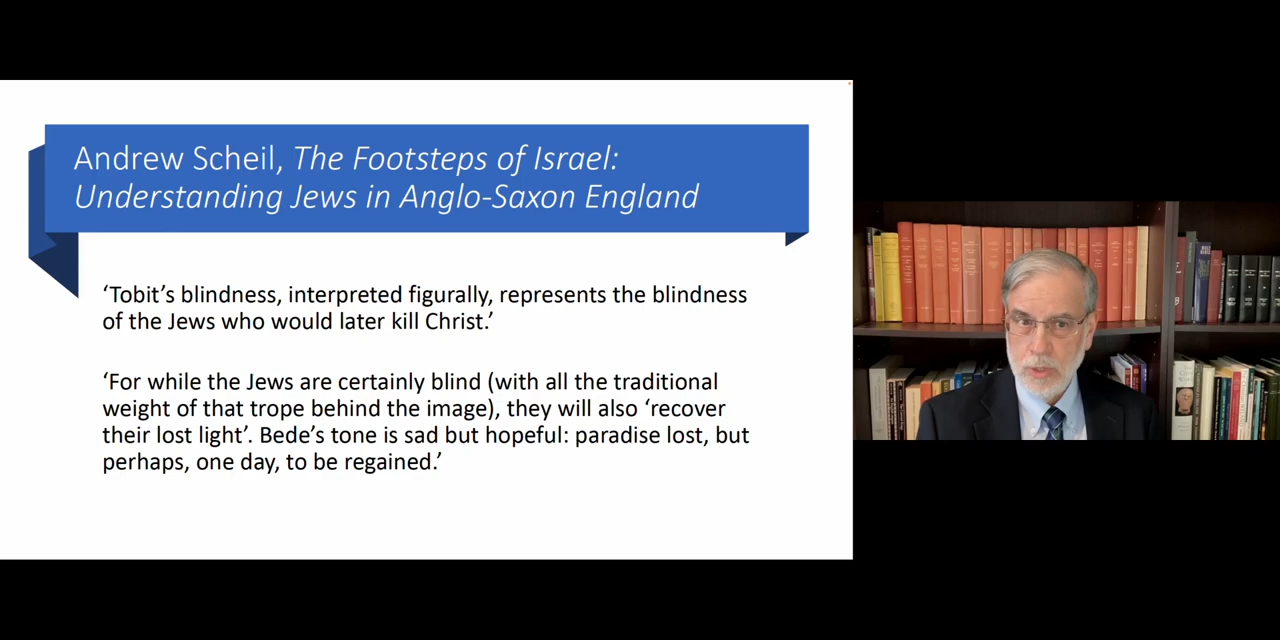 Andrew Scheil, The Footsteps of Israel:
Understanding Jews in Anglo-Saxon England
‘Tobit’s blindness, interpreted figurally, represents the blindness
of the Jews who would later kill Christ.’
‘For while the Jews are certainly blind (with all the traditional
weight of that trope behind the image), they will also ‘recover
their lost light’. Bede’s tone is sad but hopeful: paradise lost, but
perhaps, one day, to be regained.’